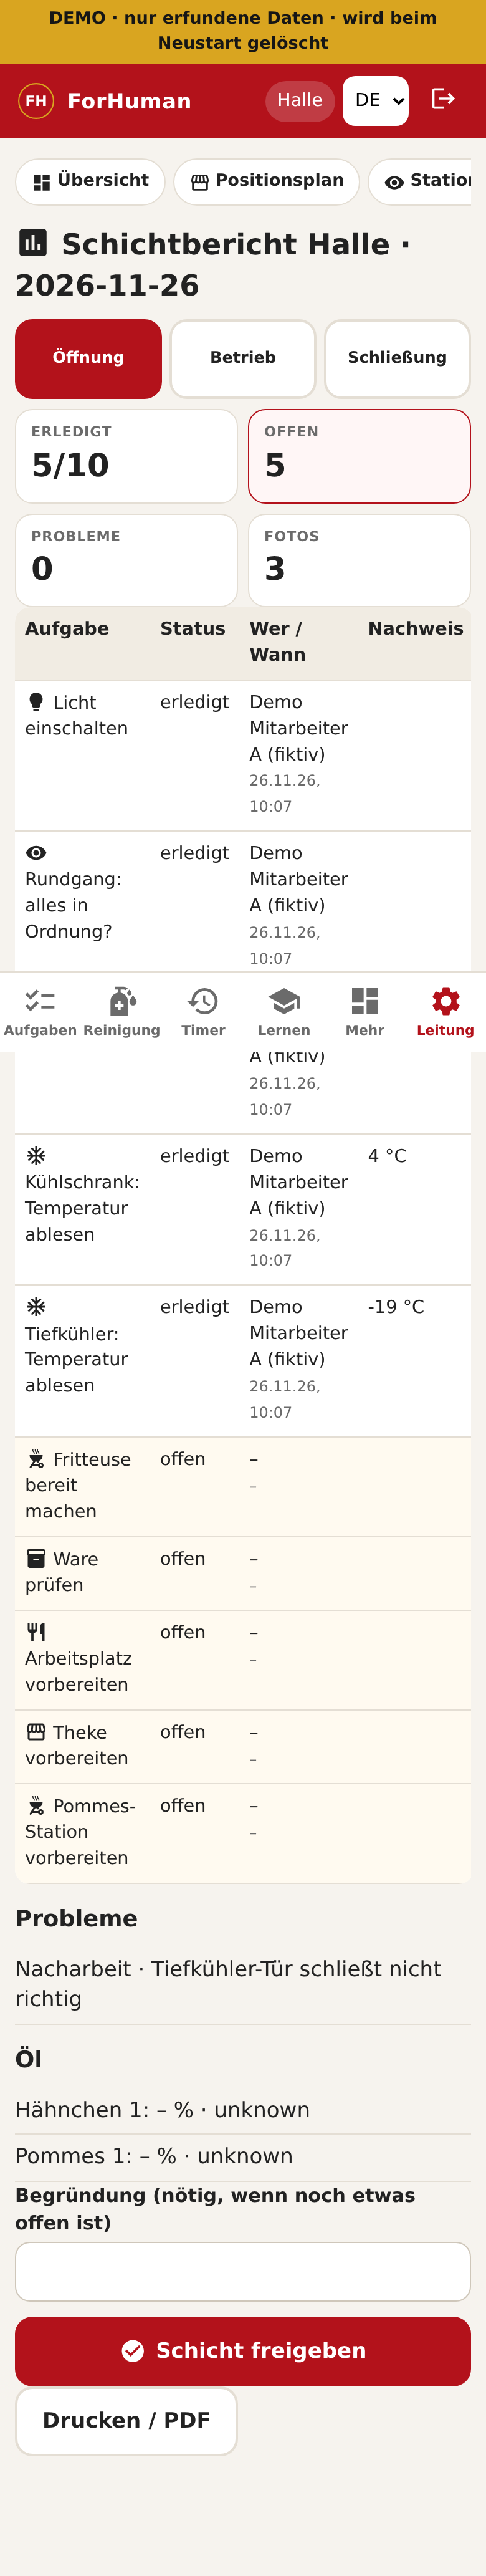 DEMO · nur erfundene Daten · wird beim
Neustart gelöscht
FH ForHuman Halle DE
Übersicht Positionsplan Station
Schichtbericht Halle ·
2026-11-26
Öffnung Betrieb Schließung
ERLEDIGT OFFEN
5/10 5
PROBLEME FOTOS
0 3
Aufgabe Status Wer / Nachweis
Wann
Licht erledigt Demo
einschalten Mitarbeiter
A (fiktiv)
26.11.26,
10:07
erledigt Demo
Rundgang: Mitarbeiter
alles in A (fiktiv)
Ordnung? 26.11.26,
10:07
Aufgaben Reinigung Timer Lernen Mehr Leitung
A (fiktiv)
26.11.26,
10:07
erledigt Demo 4 °C
Kühlschrank: Mitarbeiter
Temperatur A (fiktiv)
ablesen 26.11.26,
10:07
erledigt Demo -19 °C
Tiefkühler: Mitarbeiter
Temperatur A (fiktiv)
ablesen 26.11.26,
10:07
Fritteuse offen –
bereit –
machen
Ware offen –
prüfen –
offen –
Arbeitsplatz –
vorbereiten
Theke offen –
vorbereiten –
Pommes- offen –
Station –
vorbereiten
Probleme
Nacharbeit · Tiefkühler-Tür schließt nicht
richtig
Öl
Hähnchen 1: – % · unknown
Pommes 1: – % · unknown
Begründung (nötig, wenn noch etwas
offen ist)
Schicht freigeben
Drucken / PDF